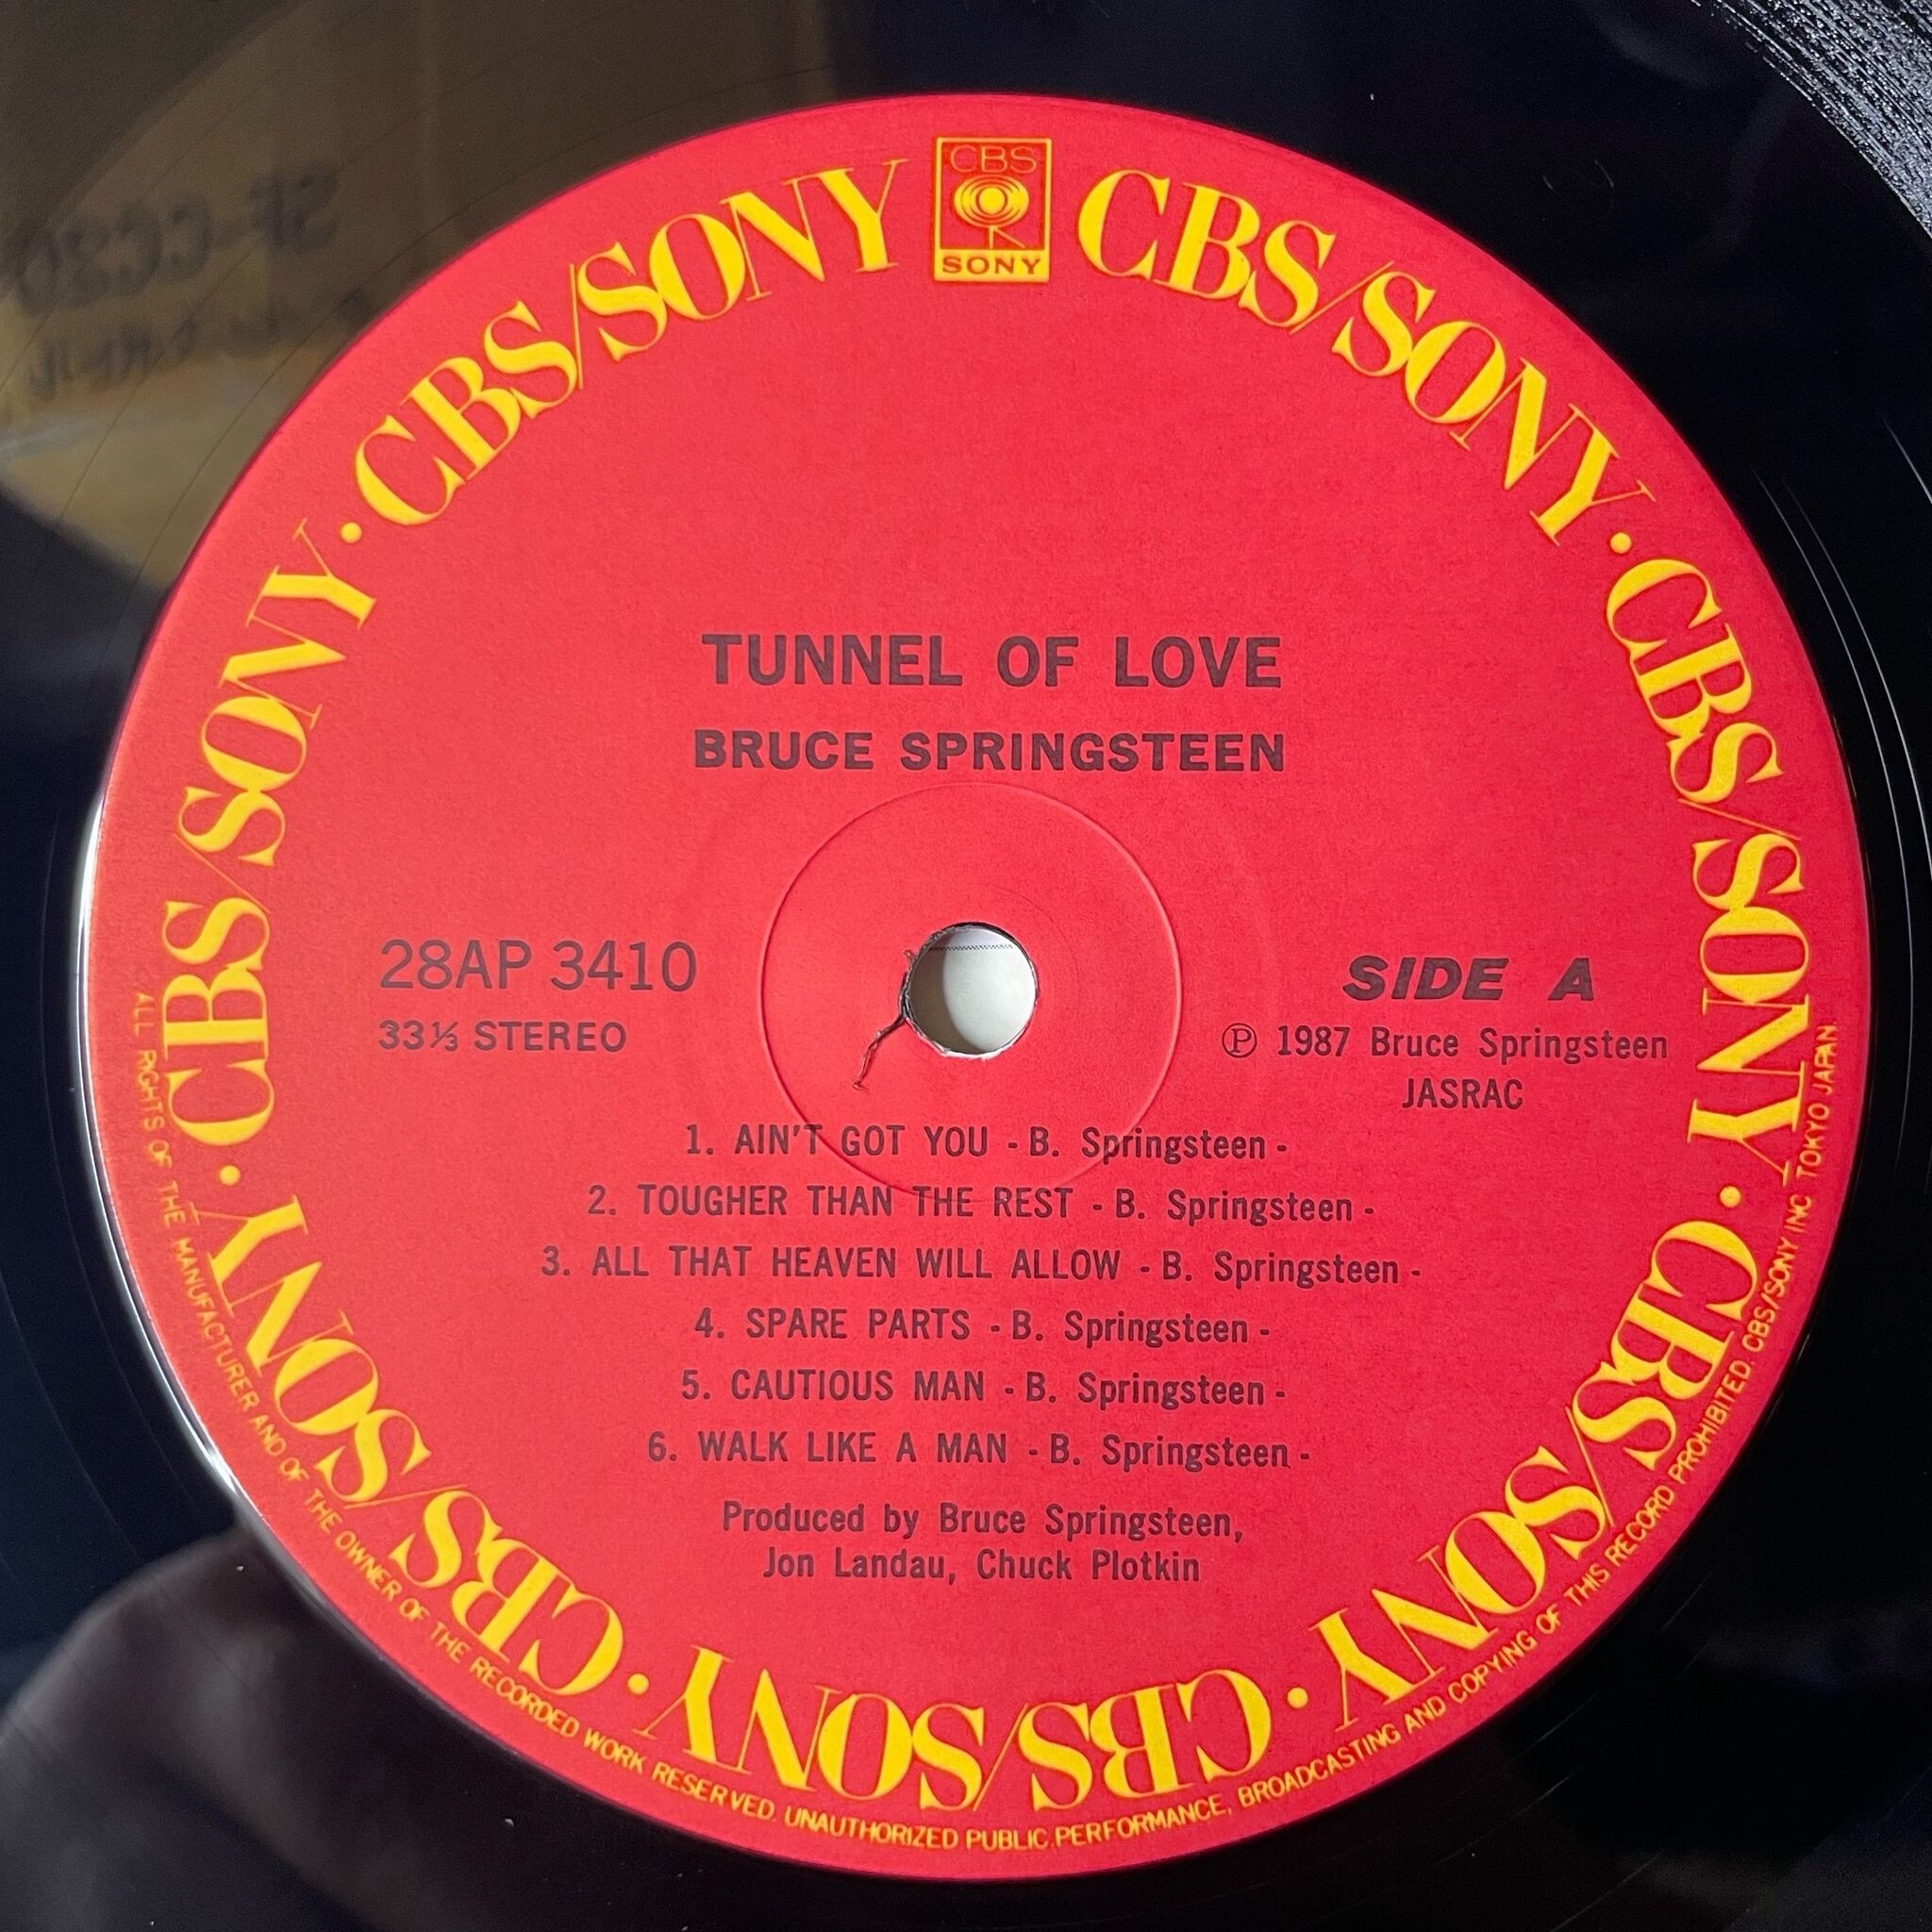 CBS
SONY
CBS/SONY · CBS/SONY · CBS/SONY · CBS/SONY · CBS/SONY · CBS/SONY · CBS/SONY
TUNNEL OF LOVE
BRUCE SPRINGSTEEN
28AP 3410
33⅓ STEREO
SIDE A
Ⓟ 1987 Bruce Springsteen
JASRAC
1. AIN'T GOT YOU - B. Springsteen -
2. TOUGHER THAN THE REST - B. Springsteen -
3. ALL THAT HEAVEN WILL ALLOW - B. Springsteen -
4. SPARE PARTS - B. Springsteen -
5. CAUTIOUS MAN - B. Springsteen -
6. WALK LIKE A MAN - B. Springsteen -
Produced by Bruce Springsteen,
Jon Landau, Chuck Plotkin
ALL RIGHTS OF THE MANUFACTURER AND OF THE OWNER OF THE RECORDED WORK RESERVED. UNAUTHORIZED PUBLIC PERFORMANCE, BROADCASTING AND COPYING OF THIS RECORD PROHIBITED. CBS/SONY INC. TOKYO JAPAN